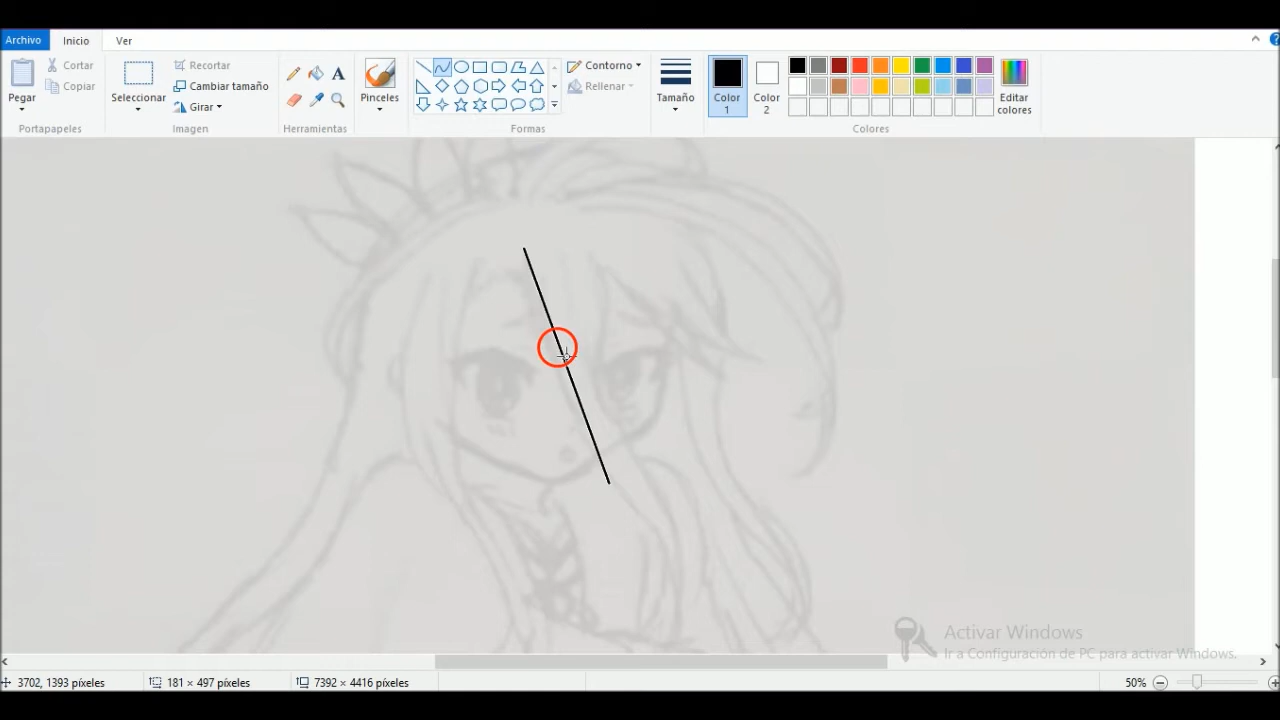 Archivo Inicio Ver
Pegar
Cortar
Copiar
Portapapeles
Seleccionar
Recortar
Cambiar tamaño
Girar
Imagen
A
Herramientas
Pinceles
Contorno
Rellenar
Formas
Tamaño
Color
1
Color
2
Editar
colores
Colores
Activar Windows
Ir a Configuración de PC para activar Windows.
3702, 1393 píxeles 181 × 497 píxeles 7392 × 4416 píxeles 50%